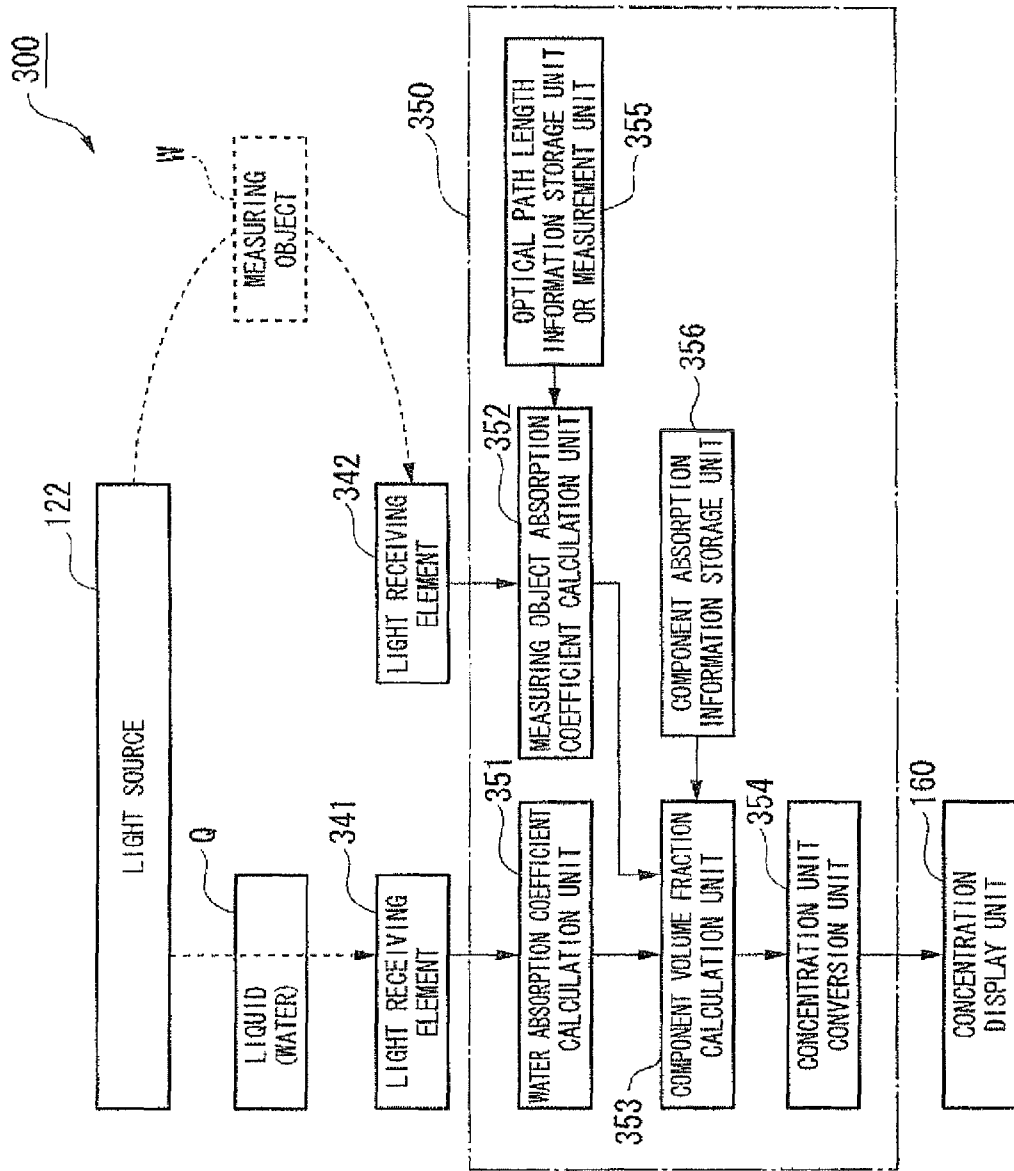 300
122
LIGHT SOURCE
W
MEASURING
OBJECT
Q
LIQUID
(WATER)
341
LIGHT RECEIVING
ELEMENT
342
LIGHT RECEIVING
ELEMENT
350
351
WATER ABSORPTION COEFFICIENT
CALCULATION UNIT
352
MEASURING OBJECT ABSORPTION
COEFFICIENT CALCULATION UNIT
OPTICAL PATH LENGTH
INFORMATION STORAGE UNIT
OR MEASUREMENT UNIT
355
353
COMPONENT VOLUME FRACTION
CALCULATION UNIT
COMPONENT ABSORPTION
INFORMATION STORAGE UNIT
356
354
CONCENTRATION UNIT
CONVERSION UNIT
160
CONCENTRATION
DISPLAY UNIT